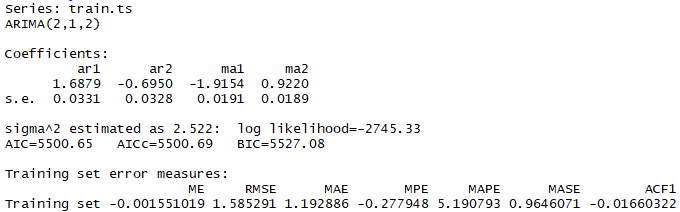 Series: train.ts
ARIMA(2,1,2)
Coefficients:
ar1 ar2 ma1 ma2
1.6879 -0.6950 -1.9154 0.9220
s.e. 0.0331 0.0328 0.0191 0.0189
sigma^2 estimated as 2.522: log likelihood=-2745.33
AIC=5500.65 AICc=5500.69 BIC=5527.08
Training set error measures:
ME RMSE MAE MPE MAPE MASE ACF1
Training set -0.001551019 1.585291 1.192886 -0.277948 5.190793 0.9646071 -0.01660322